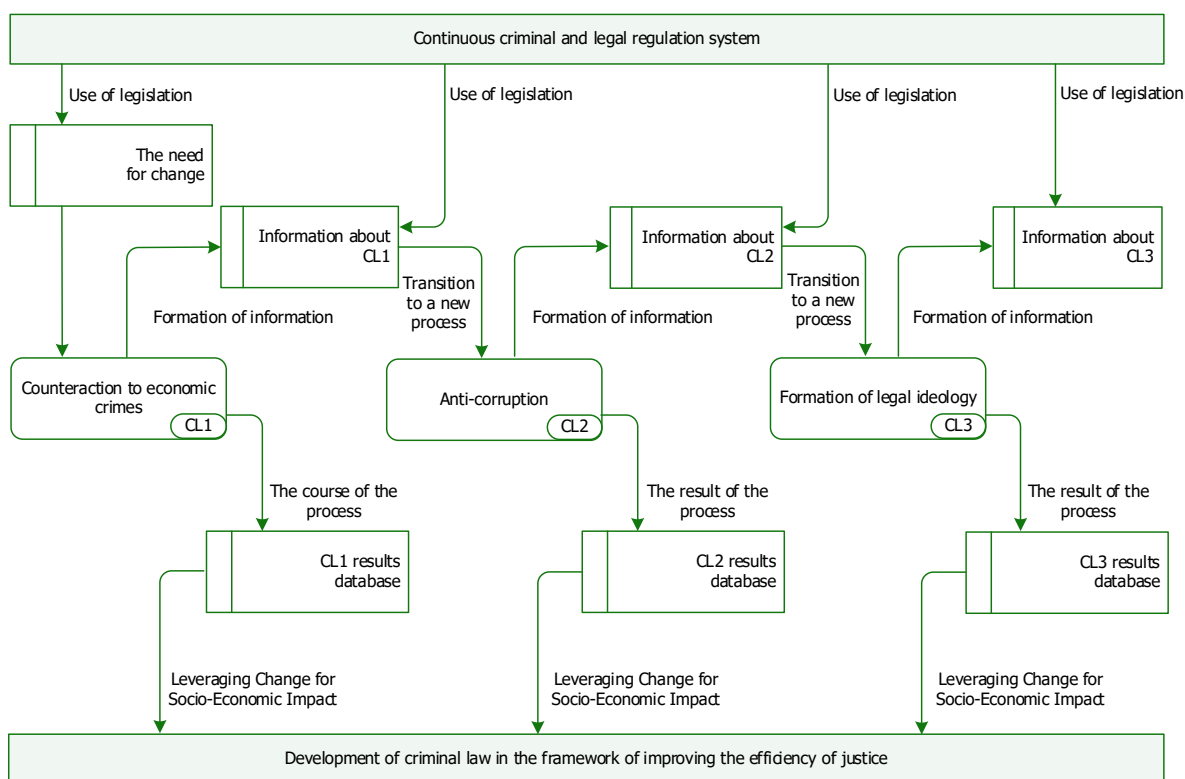 Continuous criminal and legal regulation system
Use of legislation
Use of legislation
Use of legislation
Use of legislation
The need
for change
Information about
CL1
Information about
CL2
Information about
CL3
Transition
to a new
process
Transition
to a new
process
Formation of information
Formation of information
Formation of information
Counteraction to economic
crimes
CL1
Anti-corruption
CL2
Formation of legal ideology
CL3
The course of the
process
The result of the
process
The result of the
process
CL1 results
database
CL2 results
database
CL3 results
database
Leveraging Change for
Socio-Economic Impact
Leveraging Change for
Socio-Economic Impact
Leveraging Change for
Socio-Economic Impact
Development of criminal law in the framework of improving the efficiency of justice